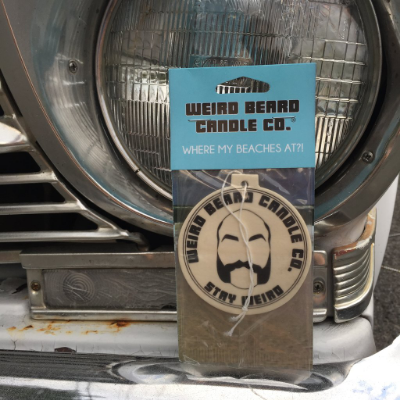 WEIRD BEARD
CANDLE CO.
WHERE MY BEACHES AT?!
WEIRD BEARD CANDLE CO.
STAY WEIRD